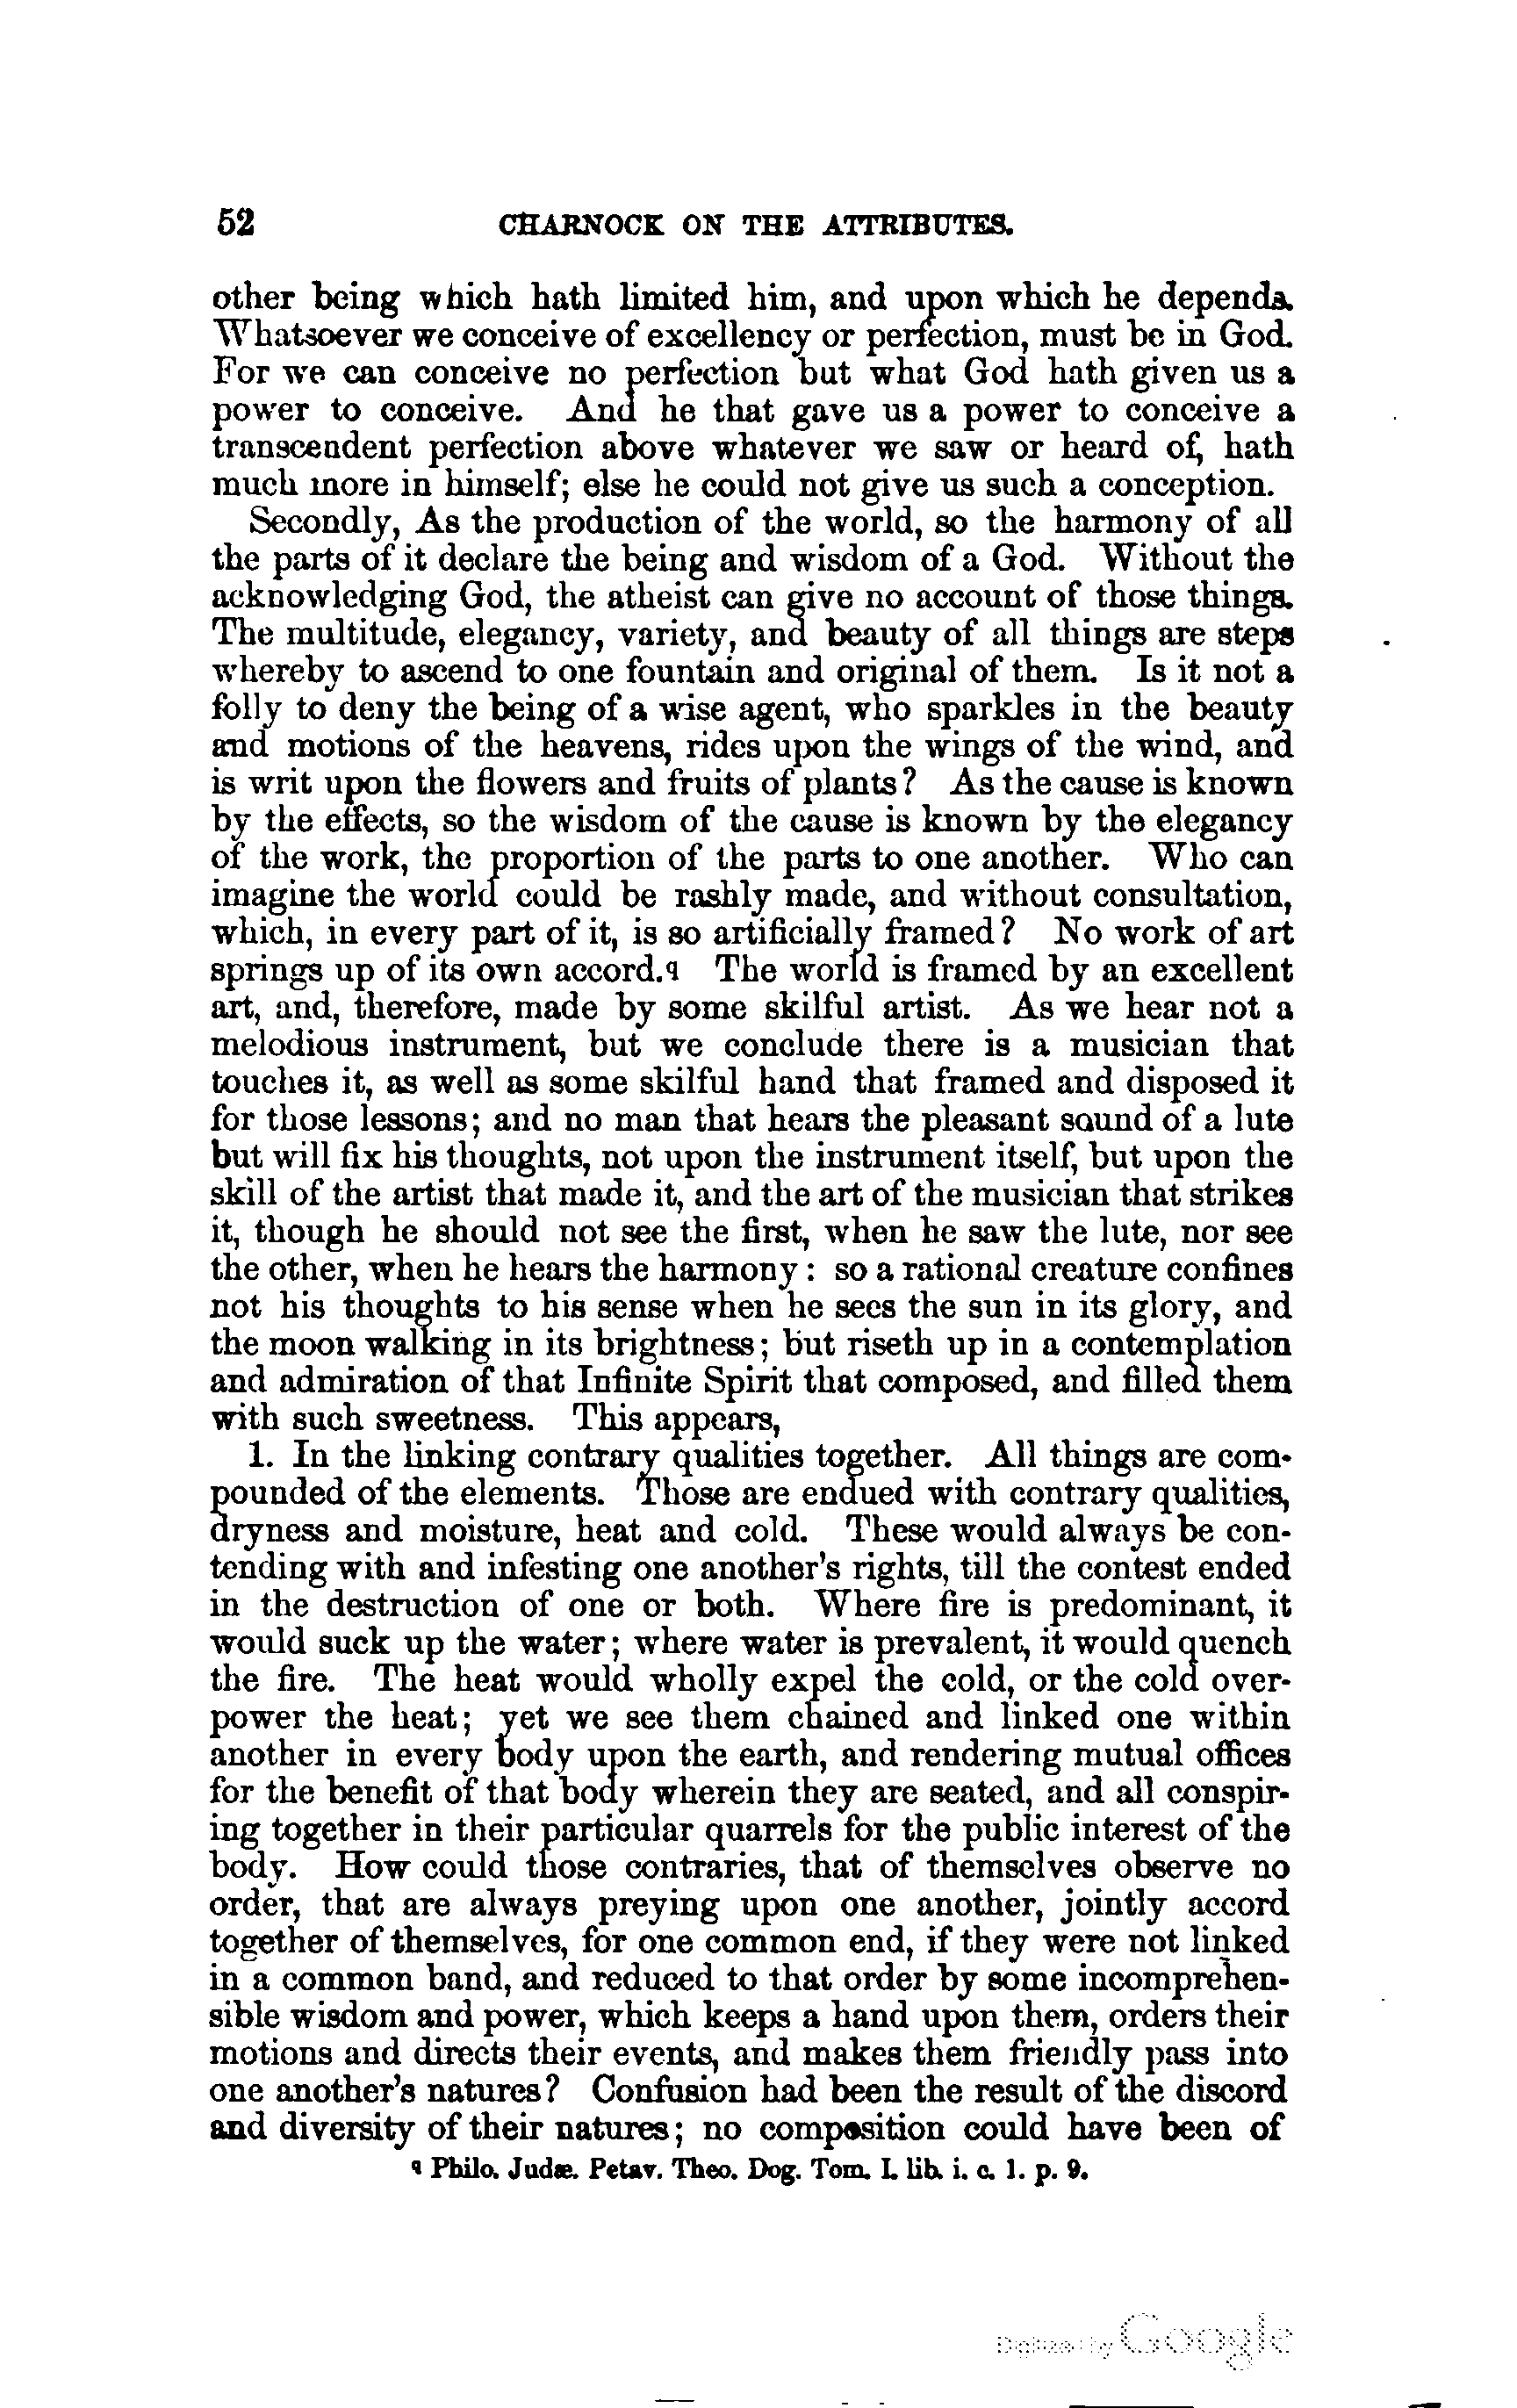 52 CHARNOCK ON THE ATTRIBUTES.
other being which hath limited him, and upon which he depends.
Whatsoever we conceive of excellency or perfection, must be in God.
For we can conceive no perfection but what God hath given us a
power to conceive. And he that gave us a power to conceive a
transcendent perfection above whatever we saw or heard of, hath
much more in himself; else he could not give us such a conception.
Secondly, As the production of the world, so the harmony of all
the parts of it declare the being and wisdom of a God. Without the
acknowledging God, the atheist can give no account of those things.
The multitude, elegancy, variety, and beauty of all things are steps
whereby to ascend to one fountain and original of them. Is it not a
folly to deny the being of a wise agent, who sparkles in the beauty
and motions of the heavens, rides upon the wings of the wind, and
is writ upon the flowers and fruits of plants? As the cause is known
by the effects, so the wisdom of the cause is known by the elegancy
of the work, the proportion of the parts to one another. Who can
imagine the world could be rashly made, and without consultation,
which, in every part of it, is so artificially framed? No work of art
springs up of its own accord.q The world is framed by an excellent
art, and, therefore, made by some skilful artist. As we hear not a
melodious instrument, but we conclude there is a musician that
touches it, as well as some skilful hand that framed and disposed it
for those lessons; and no man that hears the pleasant sound of a lute
but will fix his thoughts, not upon the instrument itself, but upon the
skill of the artist that made it, and the art of the musician that strikes
it, though he should not see the first, when he saw the lute, nor see
the other, when he hears the harmony: so a rational creature confines
not his thoughts to his sense when he sees the sun in its glory, and
the moon walking in its brightness; but riseth up in a contemplation
and admiration of that Infinite Spirit that composed, and filled them
with such sweetness. This appears,
1. In the linking contrary qualities together. All things are com-
pounded of the elements. Those are endued with contrary qualities,
dryness and moisture, heat and cold. These would always be con-
tending with and infesting one another's rights, till the contest ended
in the destruction of one or both. Where fire is predominant, it
would suck up the water; where water is prevalent, it would quench
the fire. The heat would wholly expel the cold, or the cold over-
power the heat; yet we see them chained and linked one within
another in every body upon the earth, and rendering mutual offices
for the benefit of that body wherein they are seated, and all conspir-
ing together in their particular quarrels for the public interest of the
body. How could those contraries, that of themselves observe no
order, that are always preying upon one another, jointly accord
together of themselves, for one common end, if they were not linked
in a common band, and reduced to that order by some incomprehen-
sible wisdom and power, which keeps a hand upon them, orders their
motions and directs their events, and makes them friendly pass into
one another's natures? Confusion had been the result of the discord
and diversity of their natures; no composition could have been of
q Philo. Judæ. Petav. Theo. Dog. Tom. I. lib. i. c. 1. p. 9.
Digitized by Google